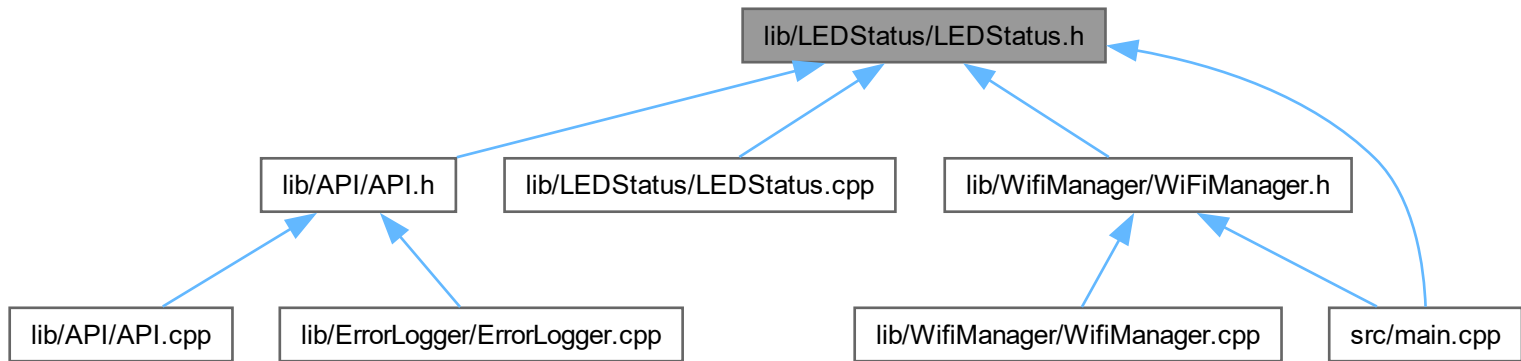 lib/LEDStatus/LEDStatus.h
lib/API/API.h
lib/LEDStatus/LEDStatus.cpp
lib/WifiManager/WiFiManager.h
lib/API/API.cpp
lib/ErrorLogger/ErrorLogger.cpp
lib/WifiManager/WifiManager.cpp
src/main.cpp